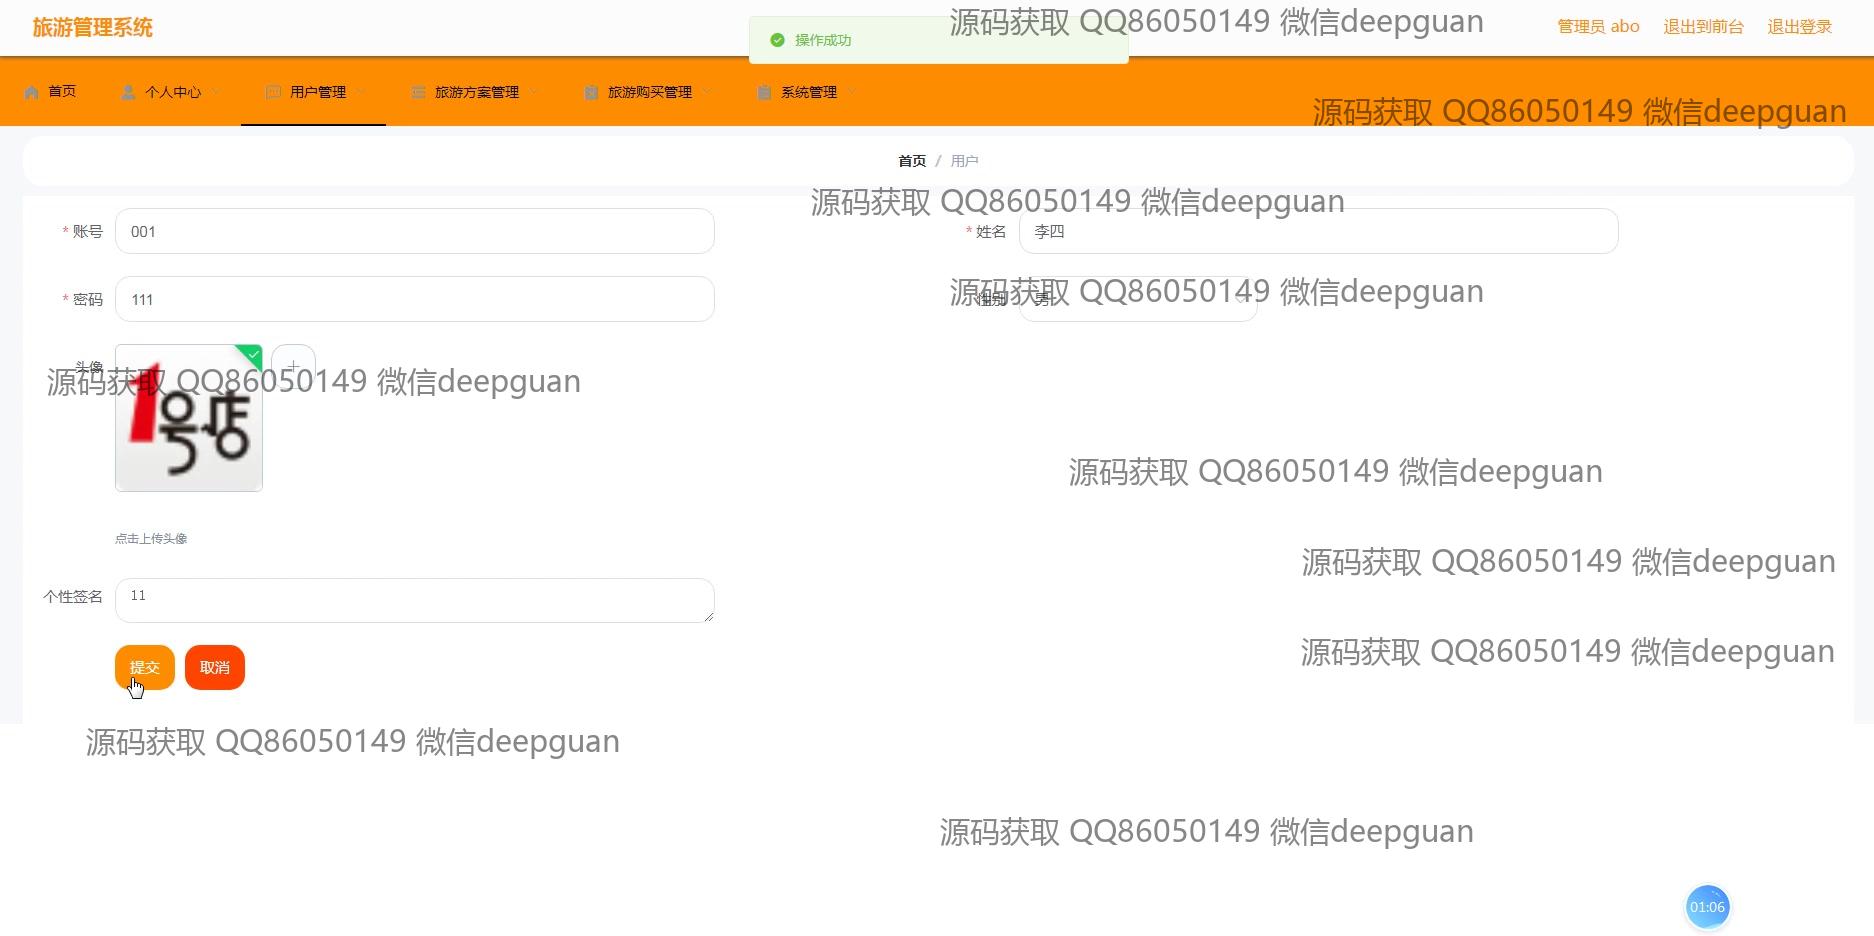 旅游管理系统
操作成功
源码获取 QQ86050149 微信deepguan
管理员 abo 退出到前台 退出登录
首页 个人中心 用户管理 旅游方案管理 旅游购买管理 系统管理
源码获取 QQ86050149 微信deepguan
首页 / 用户
源码获取 QQ86050149 微信deepguan
* 账号 001
* 姓名 李四
* 密码 111
性别 男
源码获取 QQ86050149 微信deepguan
头像
源码获取 QQ86050149 微信deepguan
1号店
源码获取 QQ86050149 微信deepguan
点击上传头像
源码获取 QQ86050149 微信deepguan
个性签名 11
提交 取消
源码获取 QQ86050149 微信deepguan
源码获取 QQ86050149 微信deepguan
源码获取 QQ86050149 微信deepguan
01:06